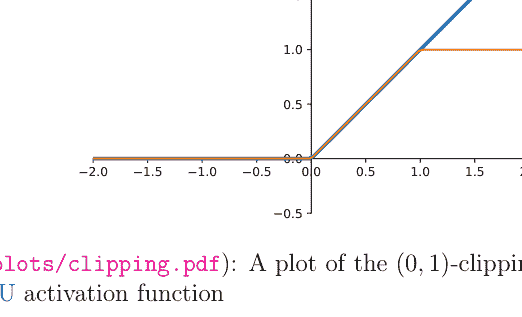 1.0
0.5
0.0
−2.0 −1.5 −1.0 −0.5 0.0 0.5 1.0 1.5
−0.5
plots/clipping.pdf): A plot of the (0, 1)-clippin
U activation function